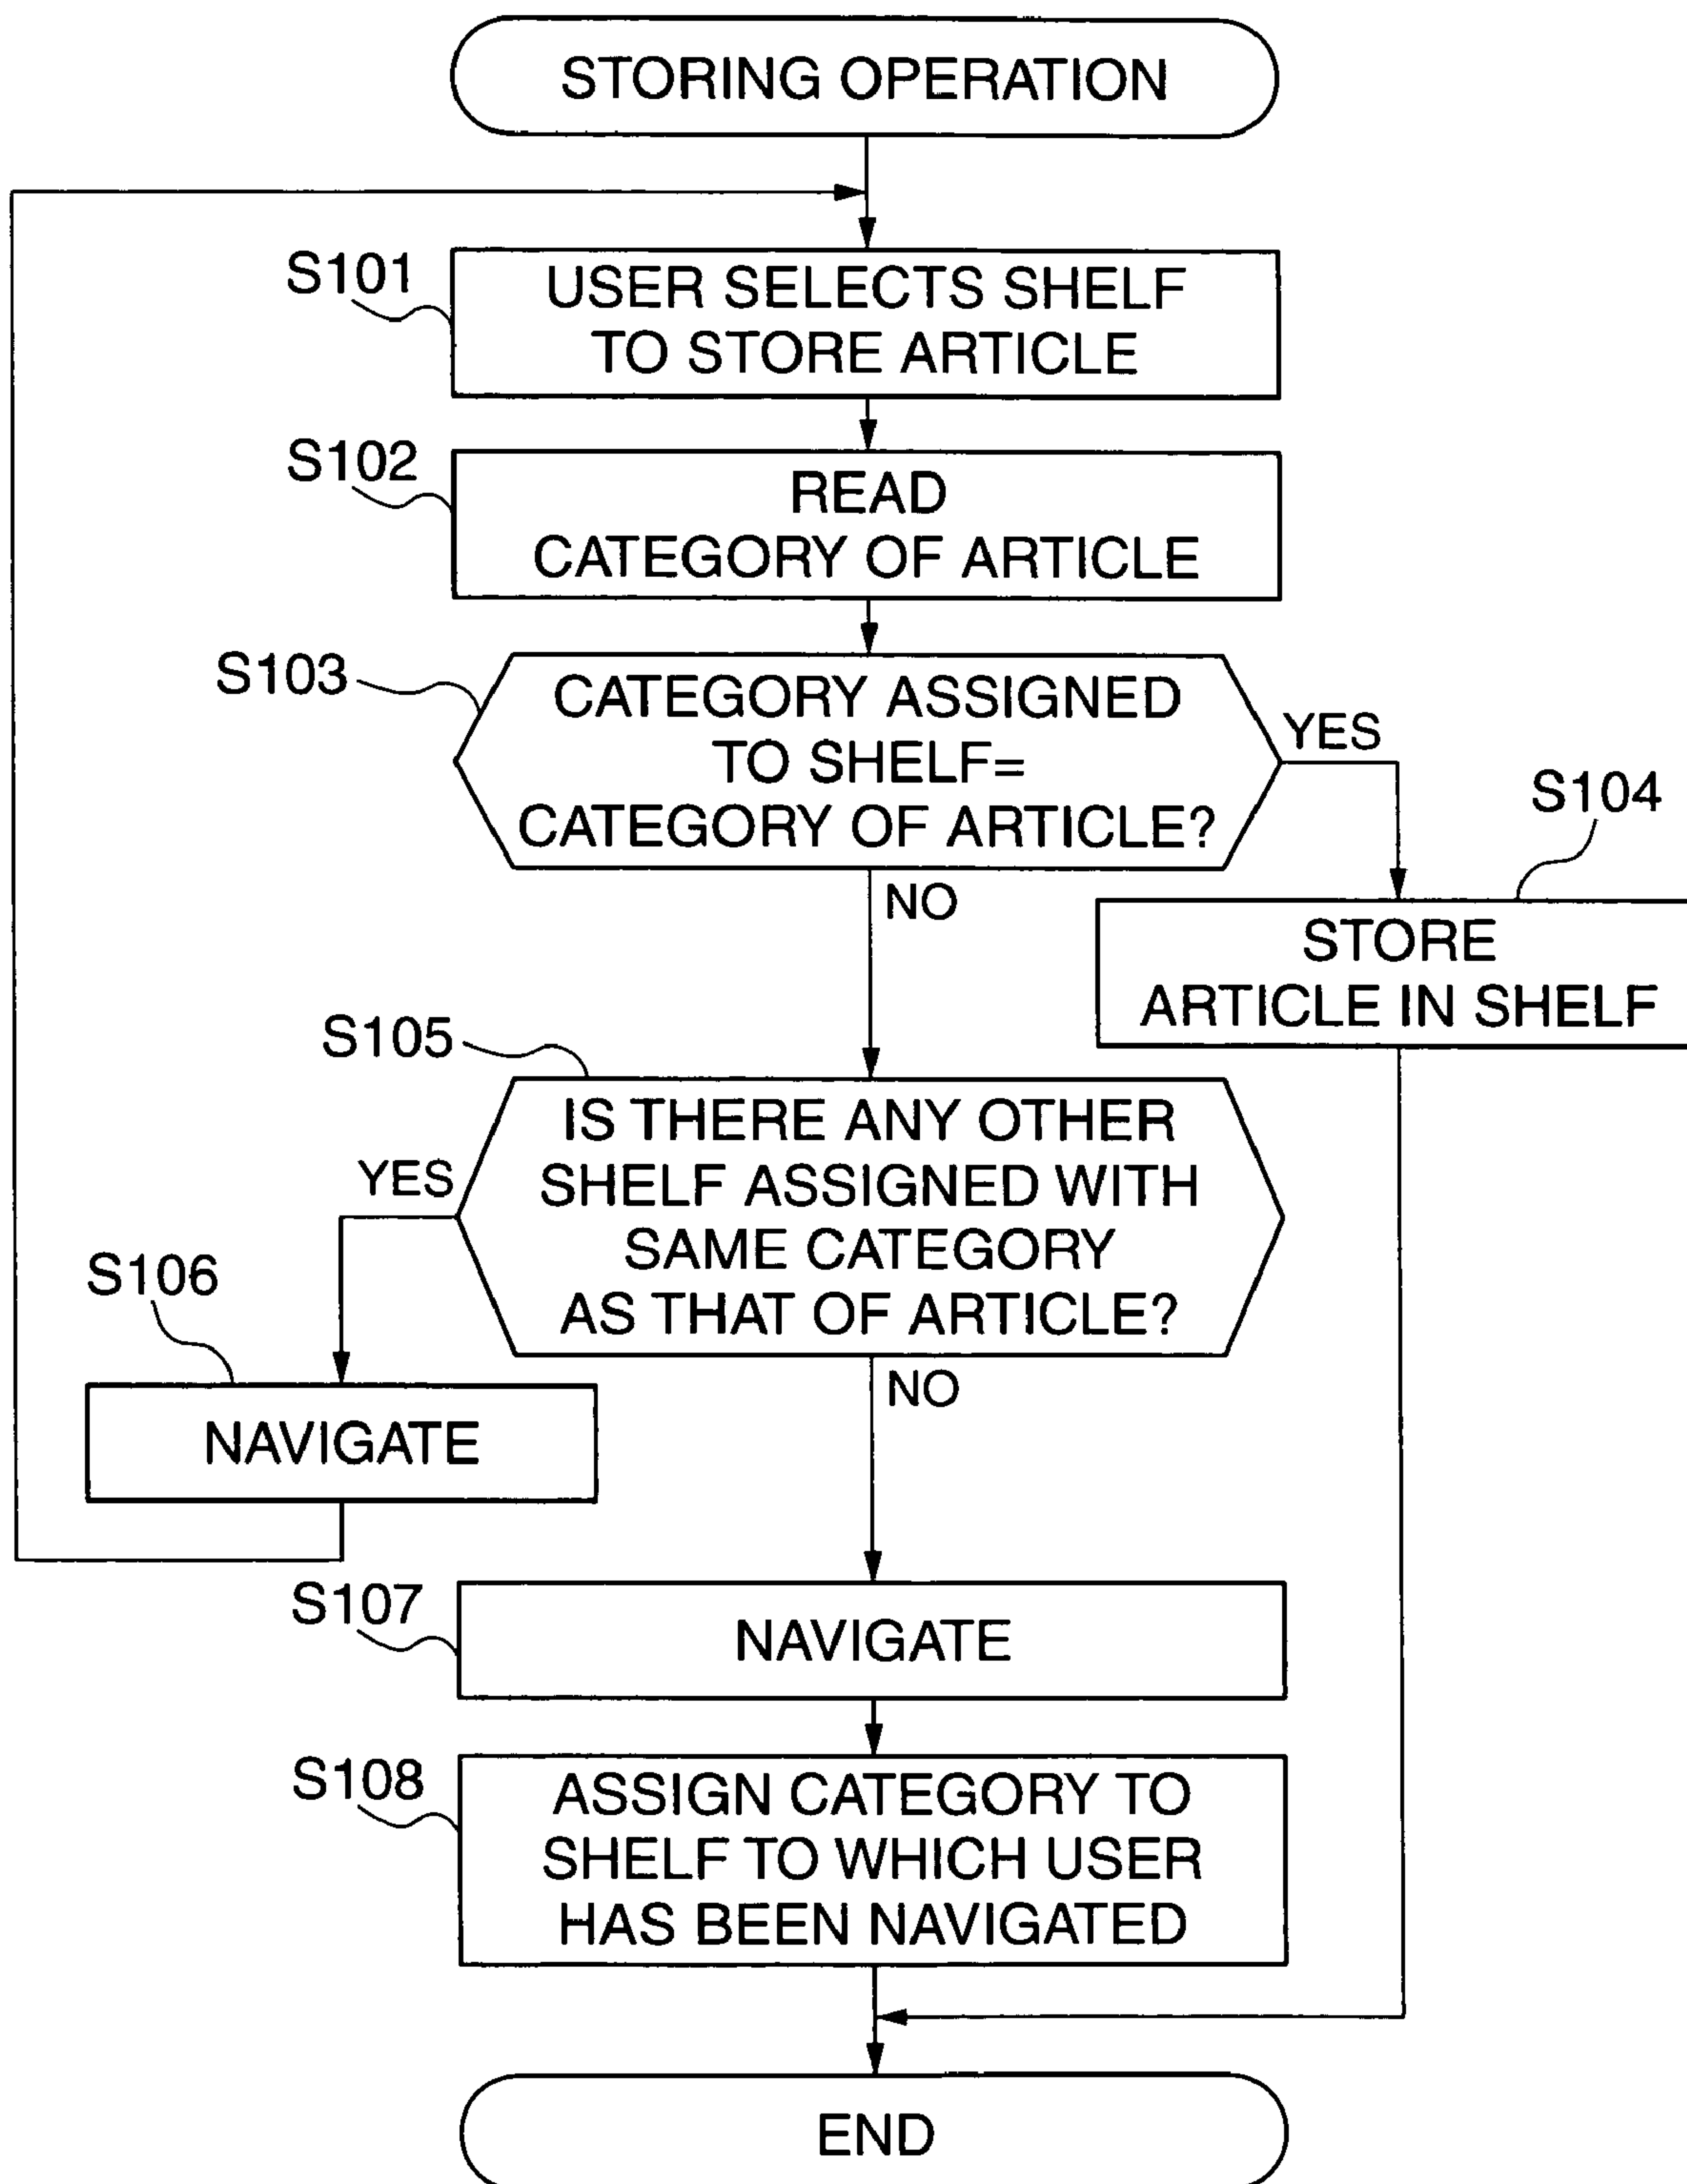 STORING OPERATION
S101
USER SELECTS SHELF
TO STORE ARTICLE
S102
READ
CATEGORY OF ARTICLE
S103
CATEGORY ASSIGNED
TO SHELF=
CATEGORY OF ARTICLE?
YES
S104
STORE
ARTICLE IN SHELF
NO
S105
IS THERE ANY OTHER
SHELF ASSIGNED WITH
SAME CATEGORY
AS THAT OF ARTICLE?
YES
S106
NAVIGATE
NO
S107
NAVIGATE
S108
ASSIGN CATEGORY TO
SHELF TO WHICH USER
HAS BEEN NAVIGATED
END